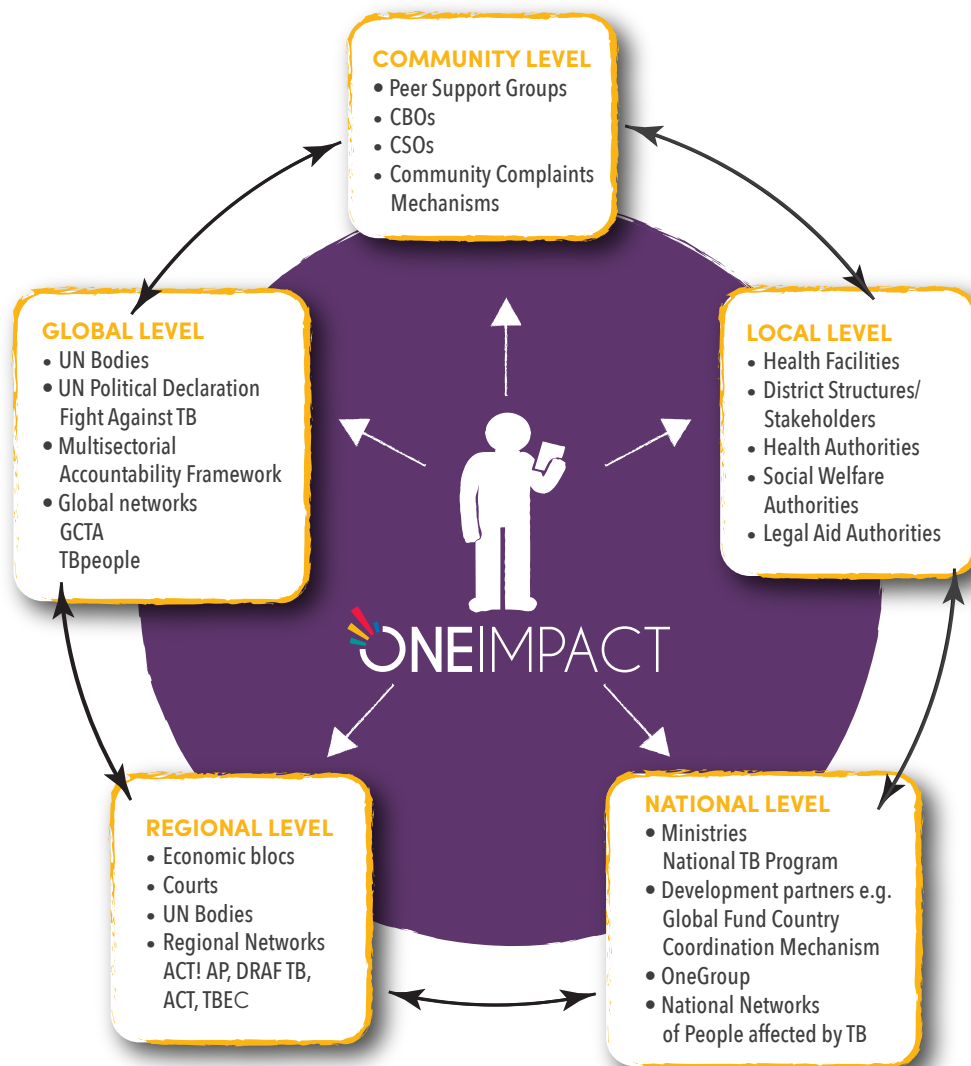 COMMUNITY LEVEL
• Peer Support Groups
• CBOs
• CSOs
• Community Complaints
Mechanisms
GLOBAL LEVEL
• UN Bodies
• UN Political Declaration
Fight Against TB
• Multisectorial
Accountability Framework
• Global networks
GCTA
TBpeople
LOCAL LEVEL
• Health Facilities
• District Structures/
Stakeholders
• Health Authorities
• Social Welfare
Authorities
• Legal Aid Authorities
ONEIMPACT
REGIONAL LEVEL
• Economic blocs
• Courts
• UN Bodies
• Regional Networks
ACT! AP, DRAF TB,
ACT, TBEC
NATIONAL LEVEL
• Ministries
National TB Program
• Development partners e.g.
Global Fund Country
Coordination Mechanism
• OneGroup
• National Networks
of People affected by TB